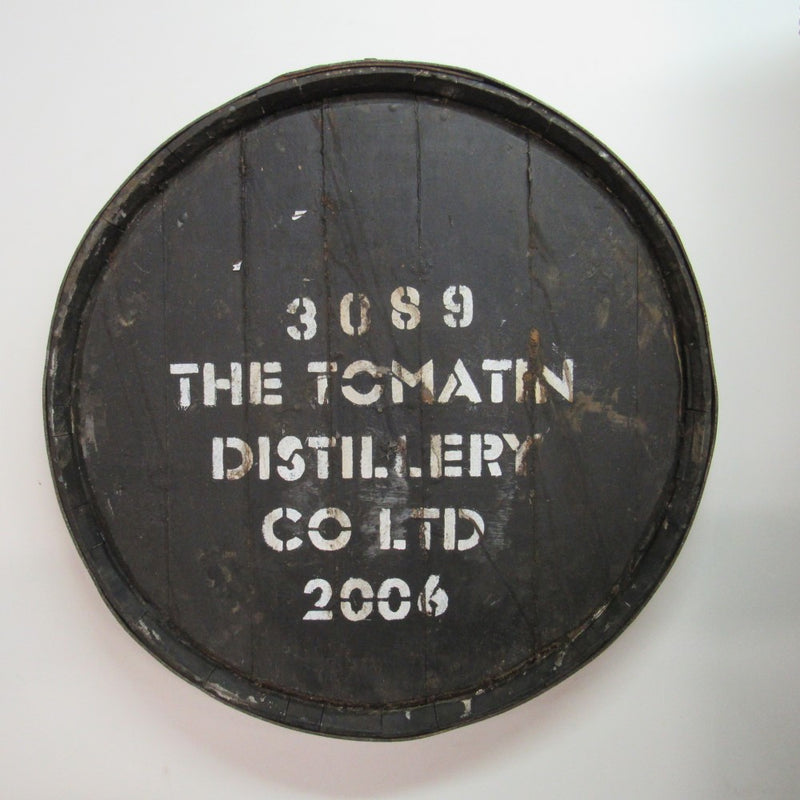 3089
THE TOMATIN
DISTILLERY
CO LTD
2006